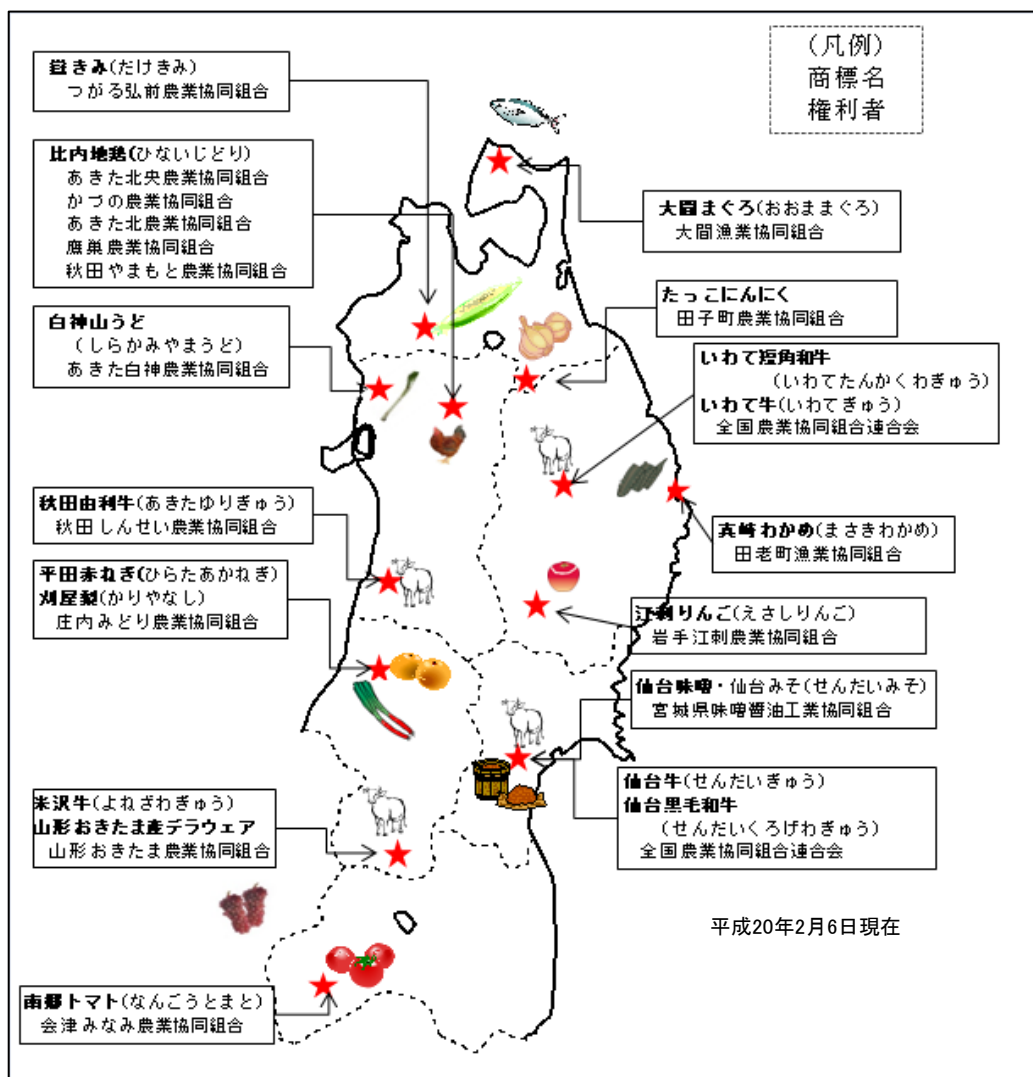 (凡例)
商標名
権利者
嶽きみ(だけきみ)
つがる弘前農業協同組合
比内地鶏(ひないじどり)
あきた北央農業協同組合
かづの農業協同組合
あきた北農業協同組合
鷹巣農業協同組合
秋田やまもと農業協同組合
白神山うど
(しらかみやまうど)
あきた白神農業協同組合
秋田由利牛(あきたゆりぎゅう)
秋田しんせい農業協同組合
平田赤ねぎ(ひらたあかねぎ)
刈屋梨(かりやなし)
庄内みどり農業協同組合
米沢牛(よねざわぎゅう)
山形おきたま産デラウェア
山形おきたま農業協同組合
南郷トマト(なんごうとまと)
会津みなみ農業協同組合
大間まぐろ(おおままぐろ)
大間漁業協同組合
たっこにんにく
田子町農業協同組合
いわて短角和牛
(いわてたんかくわぎゅう)
いわて牛(いわてぎゅう)
全国農業協同組合連合会
真崎わかめ(まさきわかめ)
田老町漁業協同組合
江刺りんご(えさしりんご)
岩手江刺農業協同組合
仙台味噌・仙台みそ(せんだいみそ)
宮城県味噌醤油工業協同組合
仙台牛(せんだいぎゅう)
仙台黒毛和牛
(せんだいくろげわぎゅう)
全国農業協同組合連合会
平成20年2月6日現在